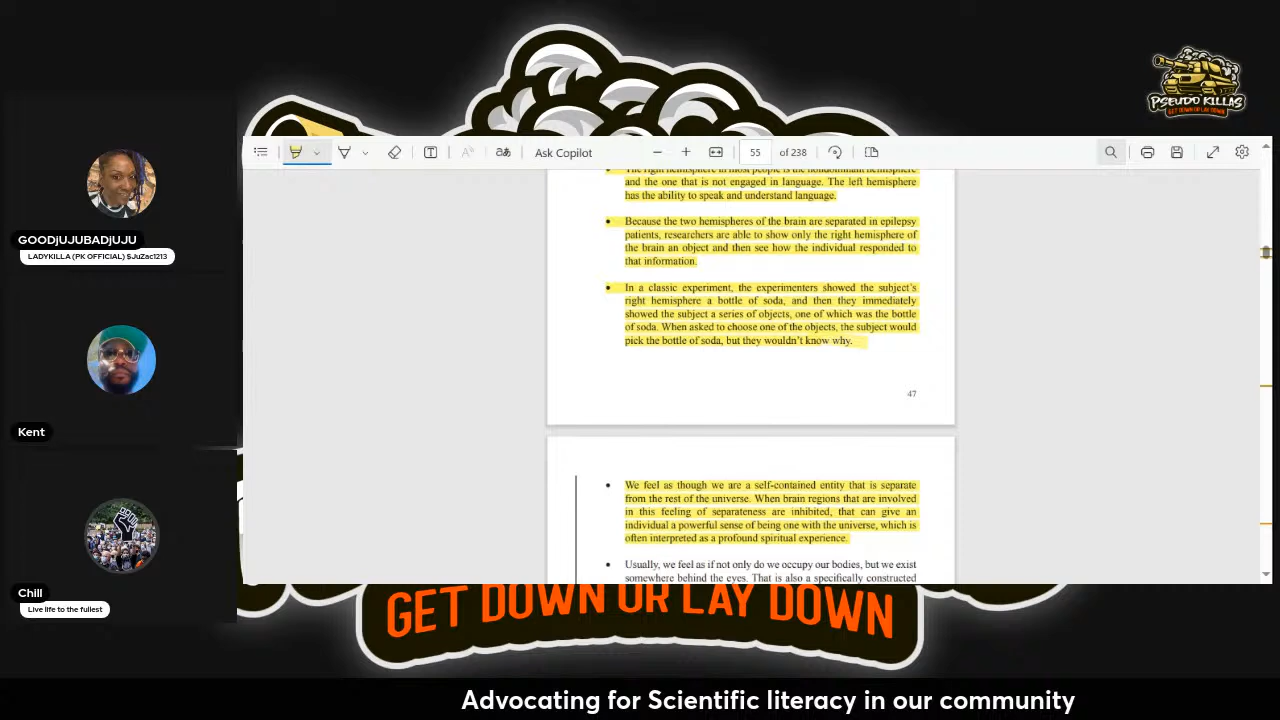 PSEUDO KILLAS
GET DOWN OR LAY DOWN
Ask Copilot
55 of 238
The right hemisphere in most people is the nondominant hemisphere
and the one that is not engaged in language. The left hemisphere
has the ability to speak and understand language.
• Because the two hemispheres of the brain are separated in epilepsy
patients, researchers are able to show only the right hemisphere of
the brain an object and then see how the individual responded to
that information.
• In a classic experiment, the experimenters showed the subject's
right hemisphere a bottle of soda, and then they immediately
showed the subject a series of objects, one of which was the bottle
of soda. When asked to choose one of the objects, the subject would
pick the bottle of soda, but they wouldn't know why.
47
• We feel as though we are a self-contained entity that is separate
from the rest of the universe. When brain regions that are involved
in this feeling of separateness are inhibited, that can give an
individual a powerful sense of being one with the universe, which is
often interpreted as a profound spiritual experience.
• Usually, we feel as if not only do we occupy our bodies, but we exist
somewhere behind the eyes. That is also a specifically constructed
GOODjUJUBADjUJU
LADYKILLA (PK OFFICIAL) $JuZac1213
Kent
Chill
Live life to the fullest
GET DOWN OR LAY DOWN
Advocating for Scientific literacy in our community